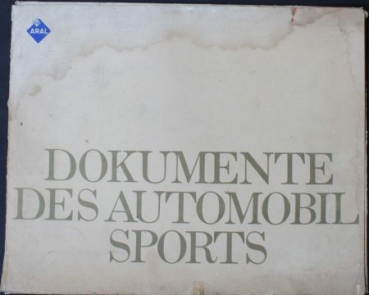 ARAL
DOKUMENTE
DES AUTOMOBIL
SPORTS